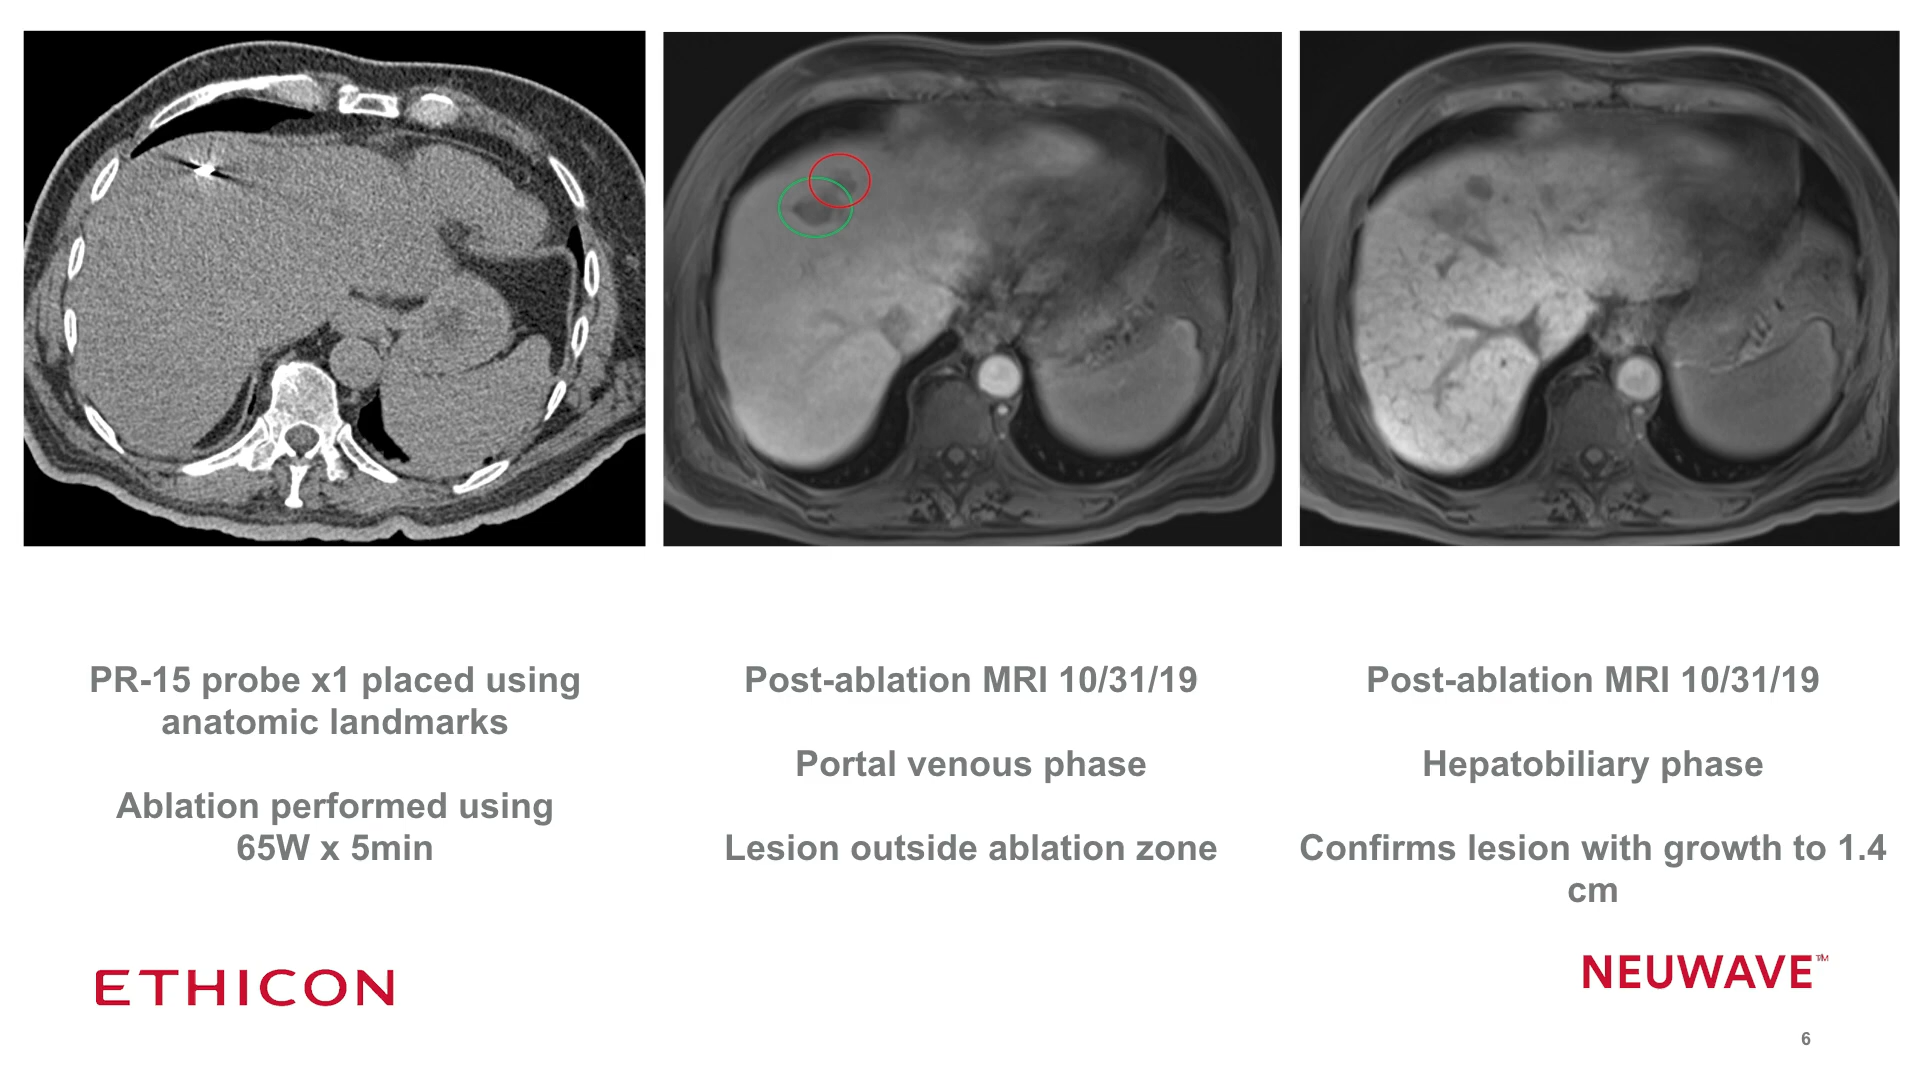 PR-15 probe x1 placed using
anatomic landmarks
Ablation performed using
65W x 5min
Post-ablation MRI 10/31/19
Portal venous phase
Lesion outside ablation zone
Post-ablation MRI 10/31/19
Hepatobiliary phase
Confirms lesion with growth to 1.4
cm
ETHICON
NEUWAVE™
6